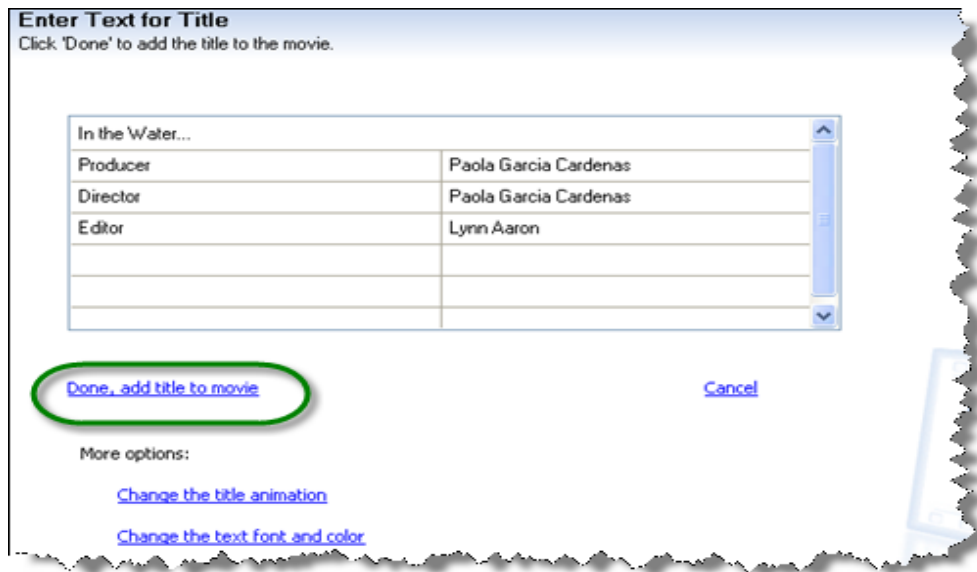 Enter Text for Title
Click 'Done' to add the title to the movie.
In the Water...
Producer Paola Garcia Cardenas
Director Paola Garcia Cardenas
Editor Lynn Aaron
Done, add title to movie Cancel
More options:
Change the title animation
Change the text font and color